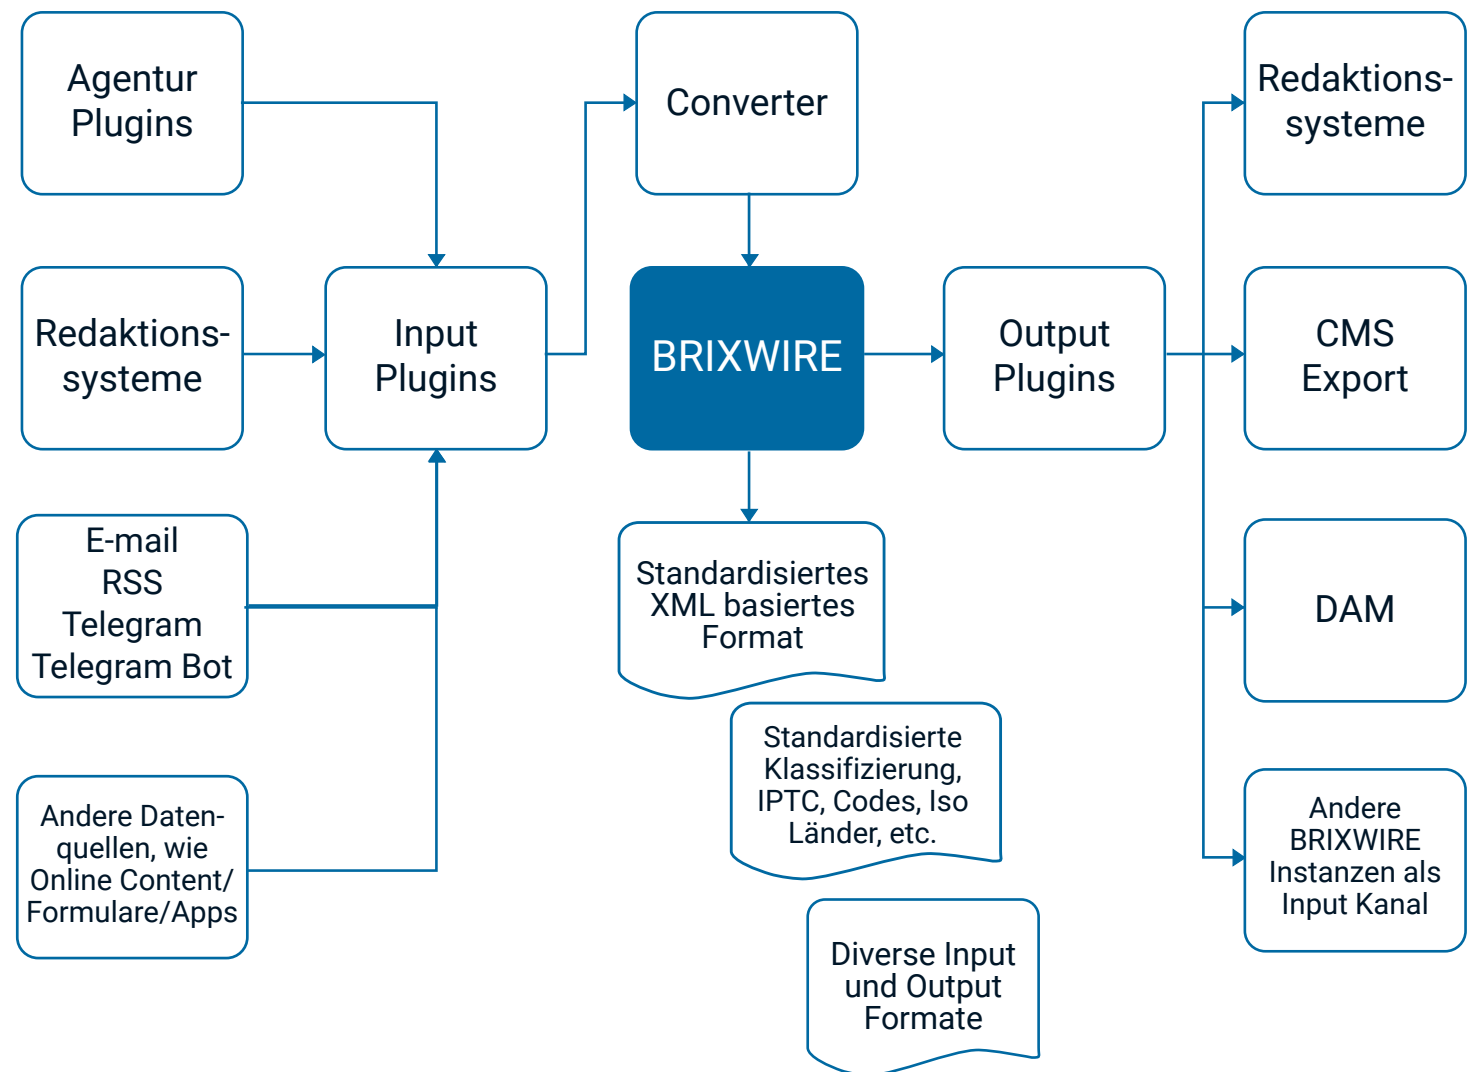 Agentur
Plugins
Converter
Redaktions-
systeme
Redaktions-
systeme
Input
Plugins
BRIXWIRE
Output
Plugins
CMS
Export
E-mail
RSS
Telegram
Telegram Bot
Standardisiertes
XML basiertes
Format
DAM
Standardisierte
Klassifizierung,
IPTC, Codes, Iso
Länder, etc.
Andere Daten-
quellen, wie
Online Content/
Formulare/Apps
Andere
BRIXWIRE
Instanzen als
Input Kanal
Diverse Input
und Output
Formate